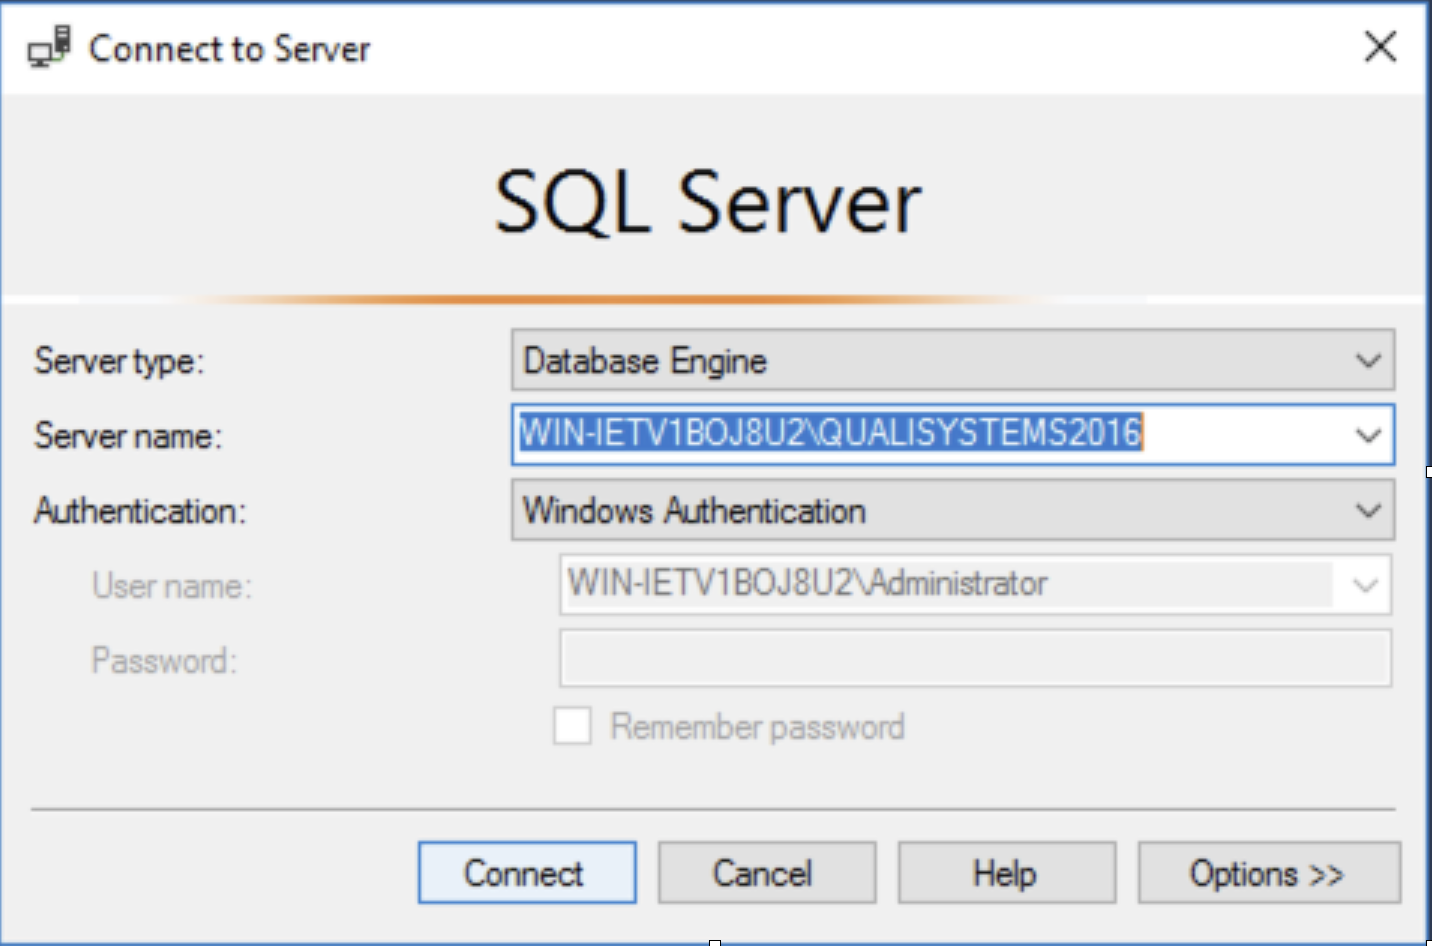 Connect to Server
SQL Server
Server type: Database Engine
Server name: WIN-IETV1BOJ8U2\QUALISYSTEMS2016
Authentication: Windows Authentication
User name: WIN-IETV1BOJ8U2\Administrator
Password:
Remember password
Connect Cancel Help Options >>